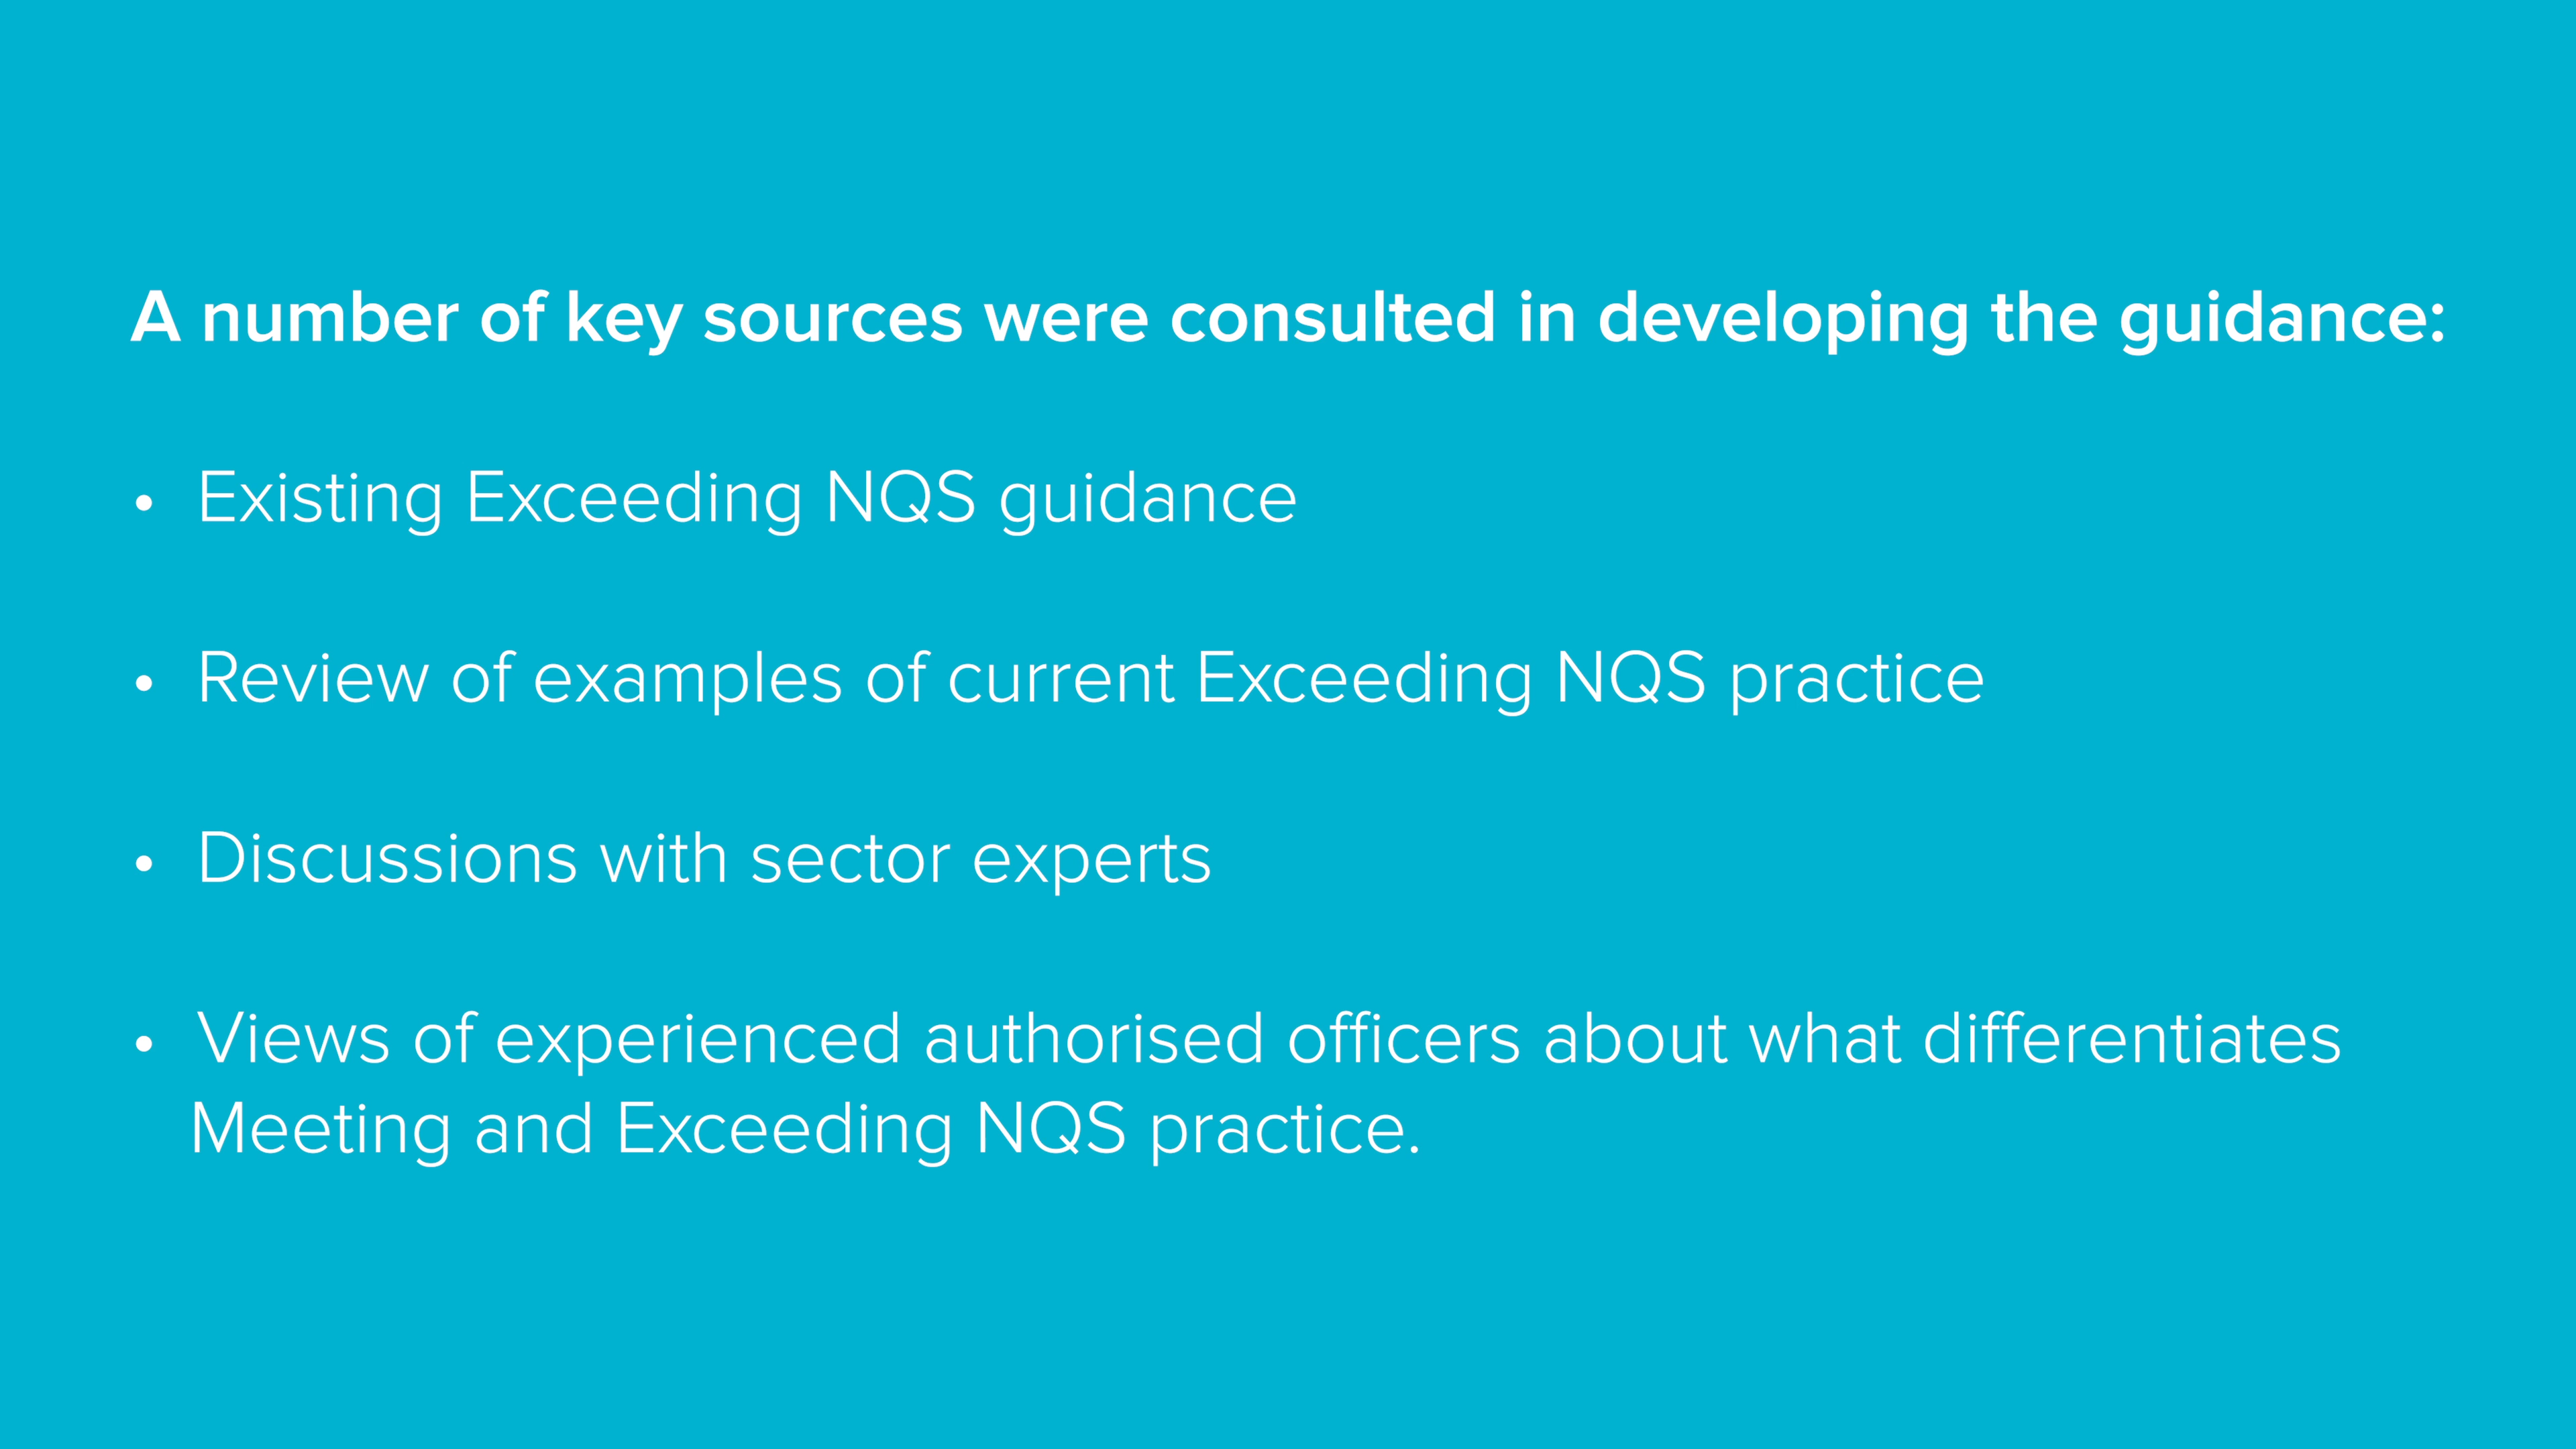 A number of key sources were consulted in developing the guidance:
• Existing Exceeding NQS guidance
• Review of examples of current Exceeding NQS practice
• Discussions with sector experts
• Views of experienced authorised officers about what differentiates
Meeting and Exceeding NQS practice.